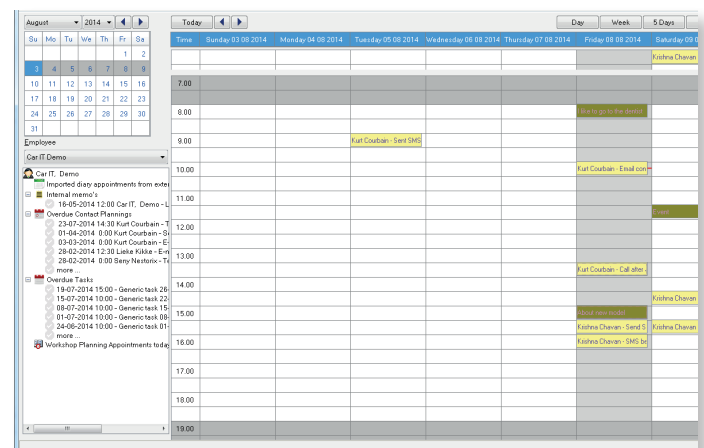 August 2014 Today Day Week 5 Days
Su Mo Tu We Th Fr Sa
1 2
3 4 5 6 7 8 9
10 11 12 13 14 15 16
17 18 19 20 21 22 23
24 25 26 27 28 29 30
31
Employee
Car IT Demo
Car IT, Demo
Imported diary appointments from exter
Internal memo's
16-05-2014 12:00 Car IT, Demo - L
Overdue Contact Plannings
23-07-2014 14:30 Kurt Courbain - T
01-04-2014 0:00 Kurt Courbain - S
03-03-2014 0:00 Kurt Courbain - E-
28-02-2014 12:30 Lieke Kikke - E-m
28-02-2014 0:00 Seny Nestorix - Te
more ...
Overdue Tasks
19-07-2014 15:00 - Generic task 26-
15-07-2014 10:00 - Generic task 22-
08-07-2014 10:00 - Generic task 15-
01-07-2014 10:00 - Generic task 08-
24-06-2014 10:00 - Generic task 01-
more ...
Workshop Planning Appointments today
Time Sunday 03 08 2014 Monday 04 08 2014 Tuesday 05 08 2014 Wednesday 06 08 2014 Thursday 07 08 2014 Friday 08 08 2014 Saturday 09 0
Krishna Chavan
7.00
8.00 I like to go to the dentist
9.00 Kurt Courbain - Sent SMS
10.00 Kurt Courbain - Email con
11.00
Event
12.00
13.00
Kurt Courbain - Call after
14.00
Krishna Chavan
15.00 About new model
Krishna Chavan - Send S Krishna Chavan
16.00 Krishna Chavan - SMS be
17.00
18.00
19.00